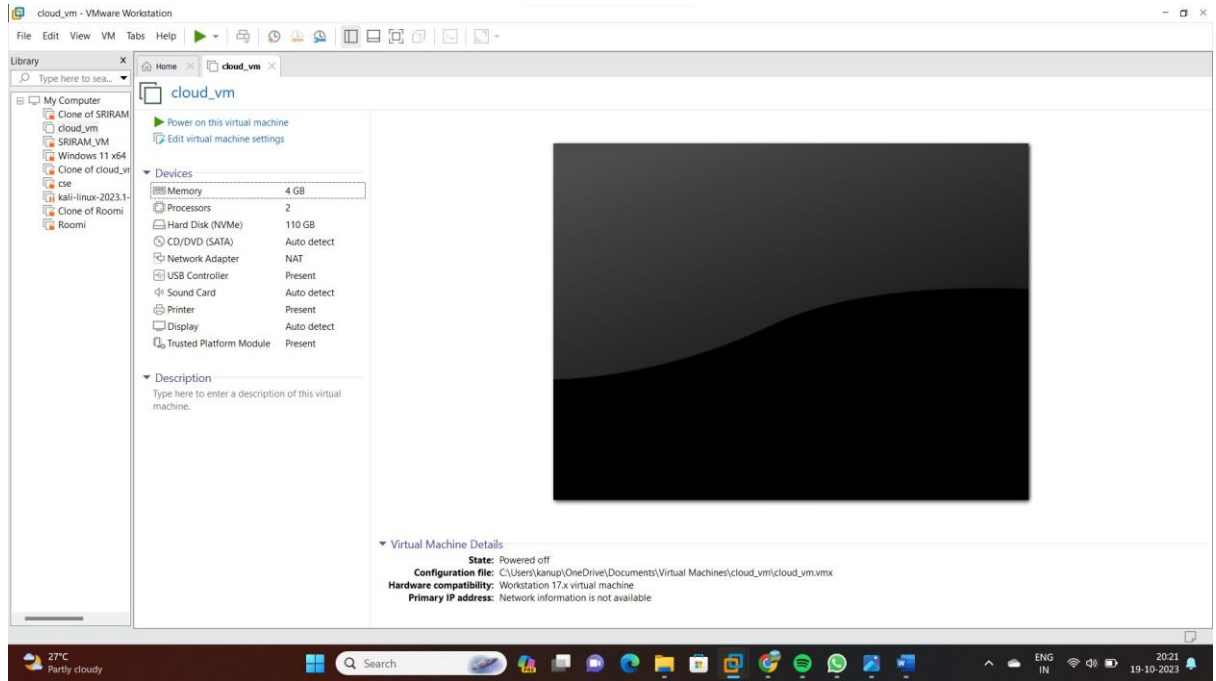 cloud_vm - VMware Workstation
File Edit View VM Tabs Help
Library X
Type here to sea...
My Computer
Clone of SRIRAM
cloud_vm
SRIRAM_VM
Windows 11 x64
Clone of cloud_vr
cse
kali-linux-2023.1-
Clone of Roomi
Roomi
Home
cloud_vm
cloud_vm
Power on this virtual machine
Edit virtual machine settings
Devices
Memory 4 GB
Processors 2
Hard Disk (NVMe) 110 GB
CD/DVD (SATA) Auto detect
Network Adapter NAT
USB Controller Present
Sound Card Auto detect
Printer Present
Display Auto detect
Trusted Platform Module Present
Description
Type here to enter a description of this virtual
machine.
Virtual Machine Details
State: Powered off
Configuration file: C:\Users\kanup\OneDrive\Documents\Virtual Machines\cloud_vm\cloud_vm.vmx
Hardware compatibility: Workstation 17.x virtual machine
Primary IP address: Network information is not available
27°C
Partly cloudy
Search
ENG
IN
20:21
19-10-2023